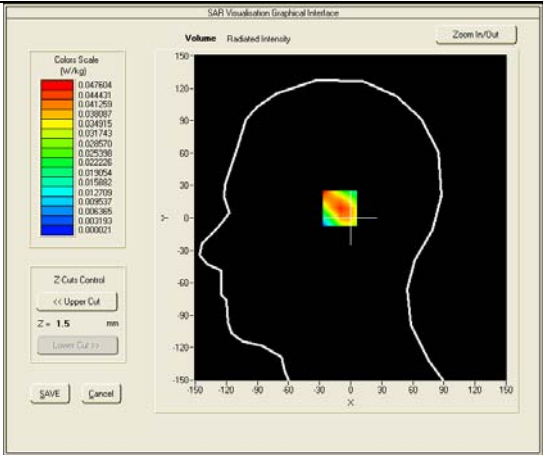 SAR Visualisation Graphical Interface
Volume Radiated Intensity
Zoom In/Out
Colors Scale
(W/kg)
0.047604
0.044431
0.041259
0.038087
0.034915
0.031743
0.028570
0.025398
0.022226
0.019054
0.015882
0.012709
0.009537
0.006365
0.003193
0.000021
Z Cuts Control
<< Upper Cut
Z = 1.5 mm
Lower Cut >>
SAVE Cancel
150
120
90
60
30
0
-30
-60
-90
-120
-150
Y
-150 -120 -90 -60 -30 0 30 60 90 120 150
X